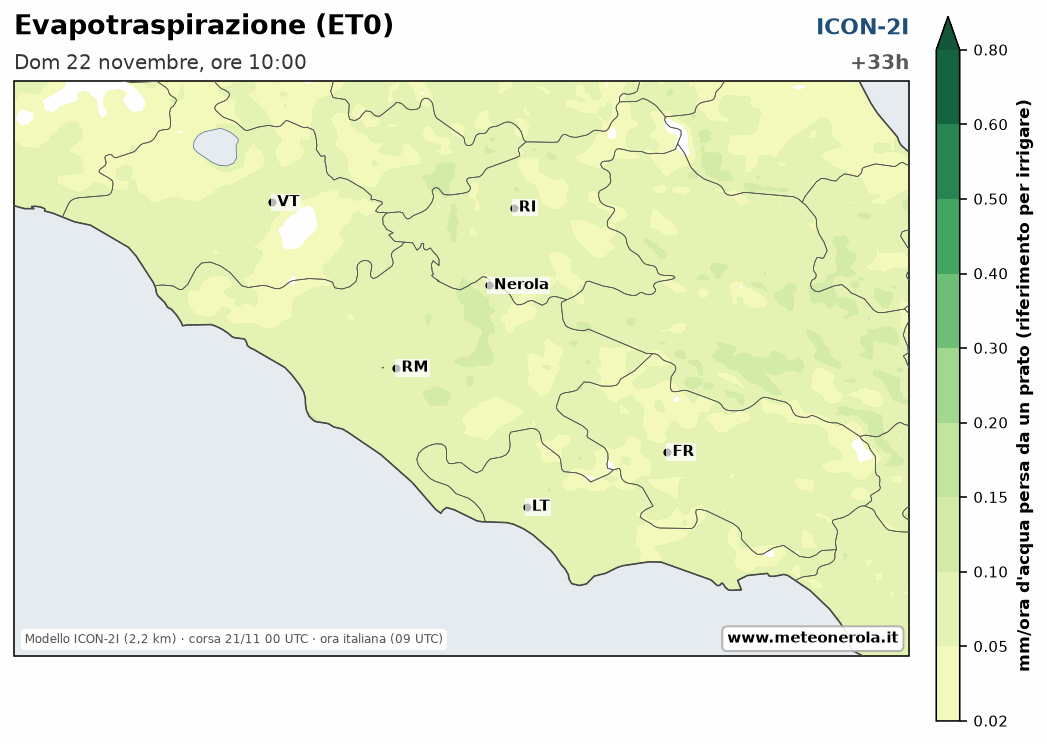 Evapotraspirazione (ET0)
ICON-2I
Dom 22 novembre, ore 10:00
+33h
VT
RI
Nerola
RM
FR
LT
Modello ICON-2I (2,2 km) · corsa 21/11 00 UTC · ora italiana (09 UTC)
www.meteonerola.it
0.80
0.60
0.50
0.40
0.30
0.20
0.15
0.10
0.05
0.02
mm/ora d'acqua persa da un prato (riferimento per irrigare)